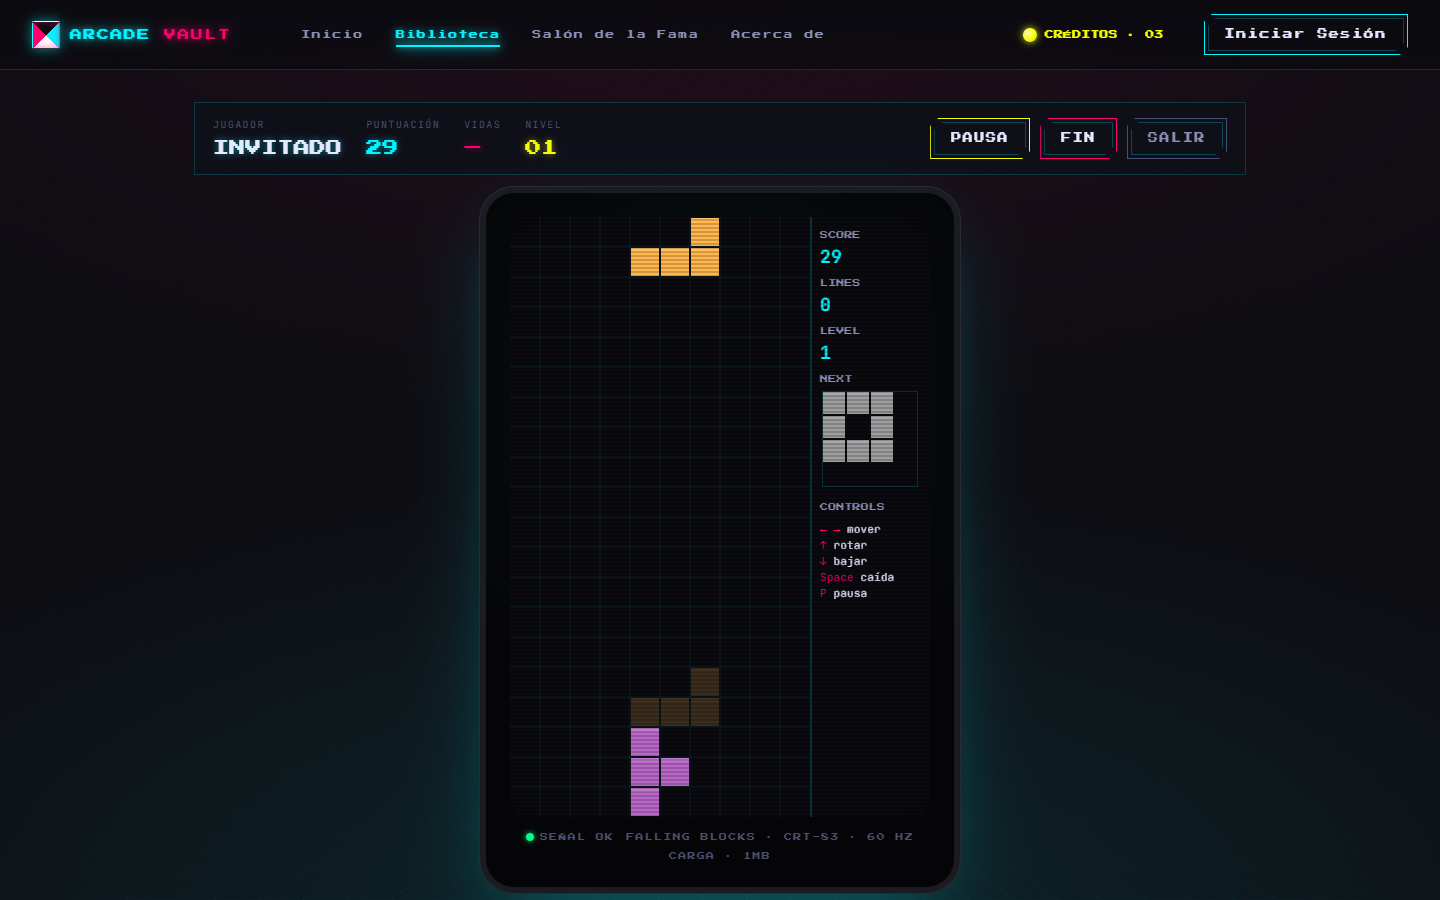 ARCADE VAULT
Inicio
Biblioteca
Salón de la Fama
Acerca de
CRÉDITOS · 03
Iniciar Sesión
JUGADOR
INVITADO
PUNTUACIÓN
29
VIDAS
—
NIVEL
01
PAUSA
FIN
SALIR
SCORE
29
LINES
0
LEVEL
1
NEXT
CONTROLS
← → mover
↑ rotar
↓ bajar
Space caída
P pausa
SEÑAL OK FALLING BLOCKS · CRT-83 · 60 HZ
CARGA · 1MB